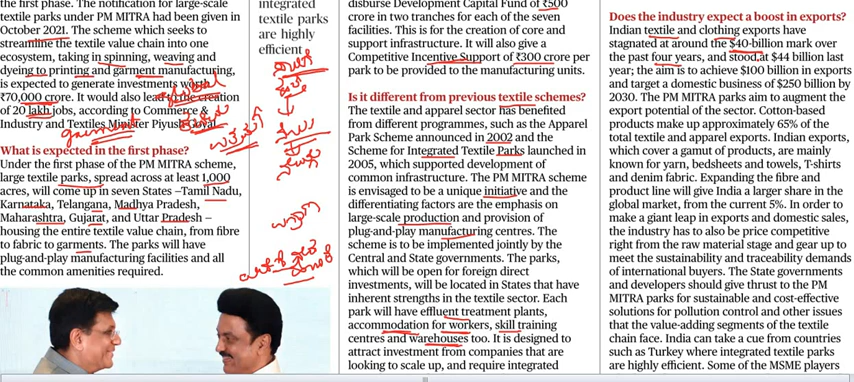 the first phase. The notification for large-scale
textile parks under PM MITRA had been given in
October 2021. The scheme which seeks to
streamline the textile value chain into one
ecosystem, taking in spinning, weaving and
dyeing to printing and garment manufacturing,
is expected to generate investments worth
₹70,000 crore. It would also lead to the creation
of 20 lakh jobs, according to Commerce &
Industry and Textiles Minister Piyush Goyal.
What is expected in the first phase?
Under the first phase of the PM MITRA scheme,
large textile parks, spread across at least 1,000
acres, will come up in seven States —Tamil Nadu,
Karnataka, Telangana, Madhya Pradesh,
Maharashtra, Gujarat, and Uttar Pradesh —
housing the entire textile value chain, from fibre
to fabric to garments. The parks will have
plug-and-play manufacturing facilities and all
the common amenities required.
integrated
textile parks
are highly
efficient
garment
disburse Development Capital Fund of ₹500
crore in two tranches for each of the seven
facilities. This is for the creation of core and
support infrastructure. It will also give a
Competitive Incentive Support of ₹300 crore per
park to be provided to the manufacturing units.
Is it different from previous textile schemes?
The textile and apparel sector has benefited
from different programmes, such as the Apparel
Park Scheme announced in 2002 and the
Scheme for Integrated Textile Parks launched in
2005, which supported development of
common infrastructure. The PM MITRA scheme
is envisaged to be a unique initiative and the
differentiating factors are the emphasis on
large-scale production and provision of
plug-and-play manufacturing centres. The
scheme is to be implemented jointly by the
Central and State governments. The parks,
which will be open for foreign direct
investments, will be located in States that have
inherent strengths in the textile sector. Each
park will have effluent treatment plants,
accommodation for workers, skill training
centres and warehouses too. It is designed to
attract investment from companies that are
looking to scale up, and require integrated
Does the industry expect a boost in exports?
Indian textile and clothing exports have
stagnated at around the $40-billion mark over
the past four years, and stood at $44 billion last
year; the aim is to achieve $100 billion in exports
and target a domestic business of $250 billion by
2030. The PM MITRA parks aim to augment the
export potential of the sector. Cotton-based
products make up approximately 65% of the
total textile and apparel exports. Indian exports,
which cover a gamut of products, are mainly
known for yarn, bedsheets and towels, T-shirts
and denim fabric. Expanding the fibre and
product line will give India a larger share in the
global market, from the current 5%. In order to
make a giant leap in exports and domestic sales,
the industry has to also be price competitive
right from the raw material stage and gear up to
meet the sustainability and traceability demands
of international buyers. The State governments
and developers should give thrust to the PM
MITRA parks for sustainable and cost-effective
solutions for pollution control and other issues
that the value-adding segments of the textile
chain face. India can take a cue from countries
such as Turkey where integrated textile parks
are highly efficient. Some of the MSME players